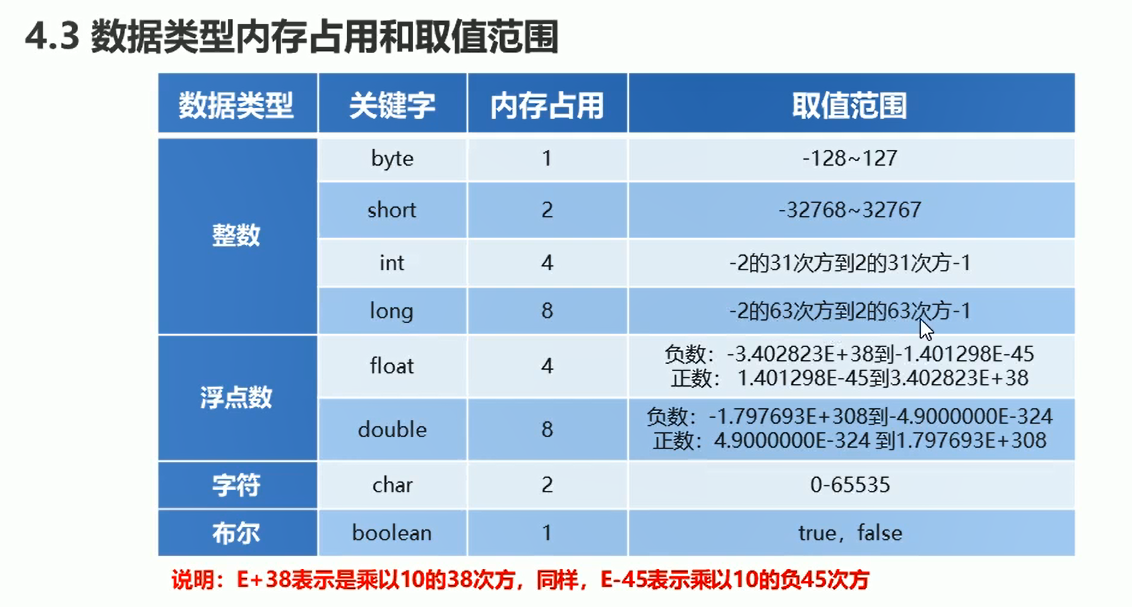 4.3 数据类型内存占用和取值范围
数据类型 关键字 内存占用 取值范围
整数 byte 1 -128~127
short 2 -32768~32767
int 4 -2的31次方到2的31次方-1
long 8 -2的63次方到2的63次方-1
浮点数 float 4 负数：-3.402823E+38到-1.401298E-45
正数： 1.401298E-45到3.402823E+38
double 8 负数：-1.797693E+308到-4.9000000E-324
正数：4.9000000E-324 到1.797693E+308
字符 char 2 0-65535
布尔 boolean 1 true，false
说明：E+38表示是乘以10的38次方，同样，E-45表示乘以10的负45次方